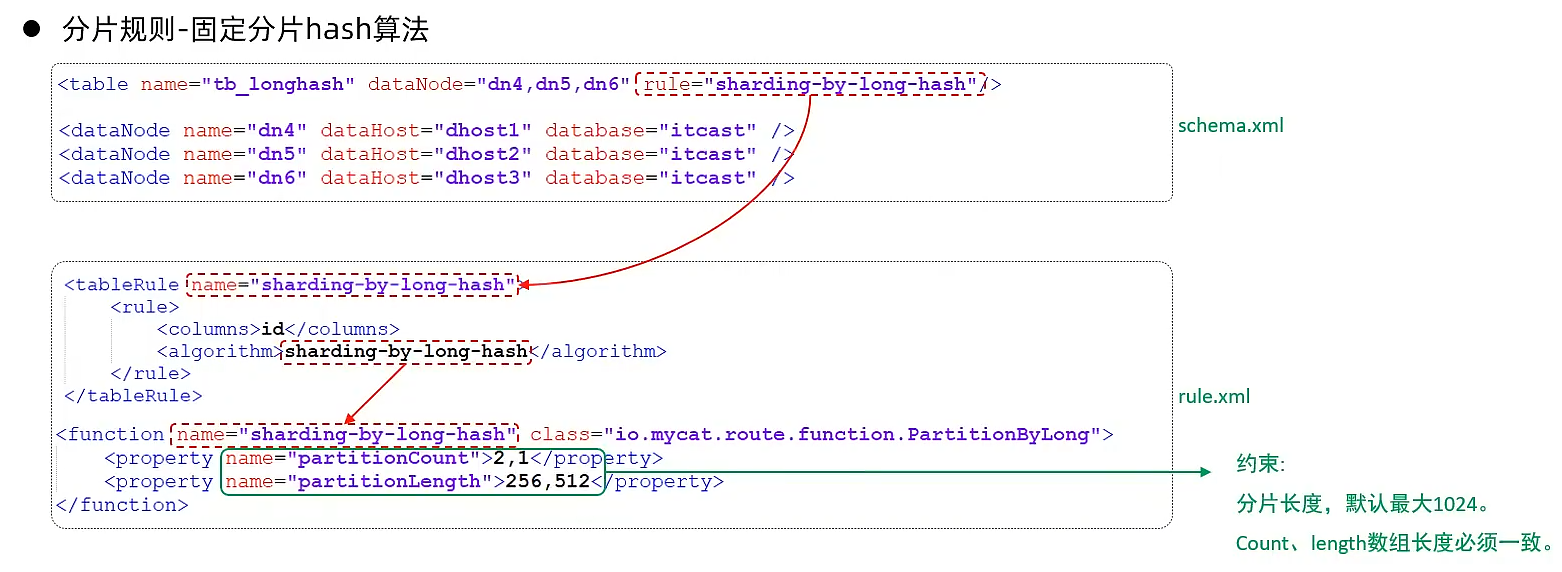 ● 分片规则-固定分片hash算法
<table name="tb_longhash" dataNode="dn4,dn5,dn6" rule="sharding-by-long-hash"/>
<dataNode name="dn4" dataHost="dhost1" database="itcast" />
<dataNode name="dn5" dataHost="dhost2" database="itcast" />
<dataNode name="dn6" dataHost="dhost3" database="itcast" />
schema.xml
<tableRule name="sharding-by-long-hash">
<rule>
<columns>id</columns>
<algorithm>sharding-by-long-hash</algorithm>
</rule>
</tableRule>
<function name="sharding-by-long-hash" class="io.mycat.route.function.PartitionByLong">
<property name="partitionCount">2,1</property>
<property name="partitionLength">256,512</property>
</function>
rule.xml
约束:
分片长度，默认最大1024。
Count、length数组长度必须一致。